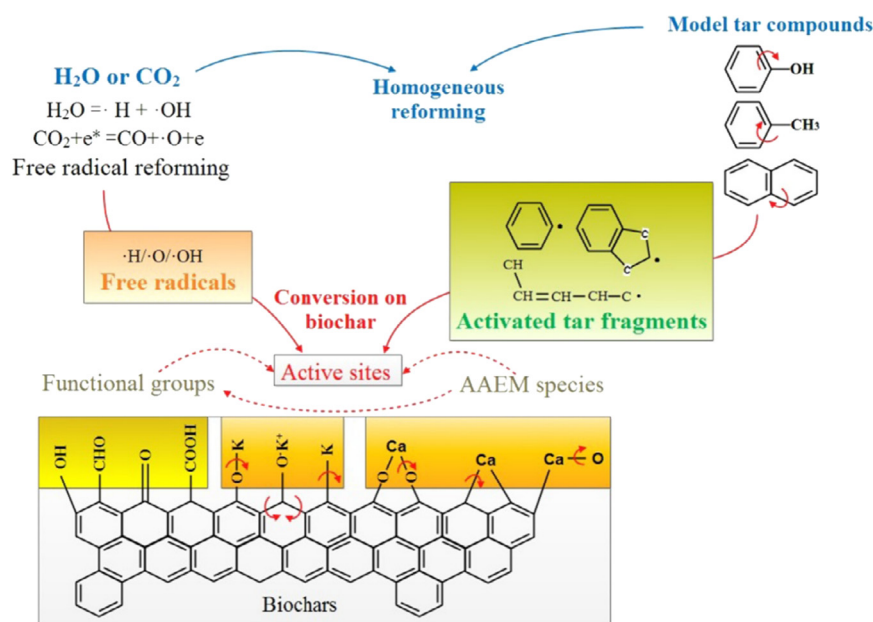 Model tar compounds
OH
CH₃
H₂O or CO₂
H₂O =· H + ·OH
CO₂+e* =CO+·O+e
Free radical reforming
Homogeneous
reforming
·H/·O/·OH
Free radicals
C
C
CH
CH=CH—CH—C·
Activated tar fragments
Conversion on
biochar
Active sites
Functional groups
AAEM species
OH
CHO
O
COOH
O—K
O·K⁺
K
Ca
O
O
Ca
Ca—O
Biochars